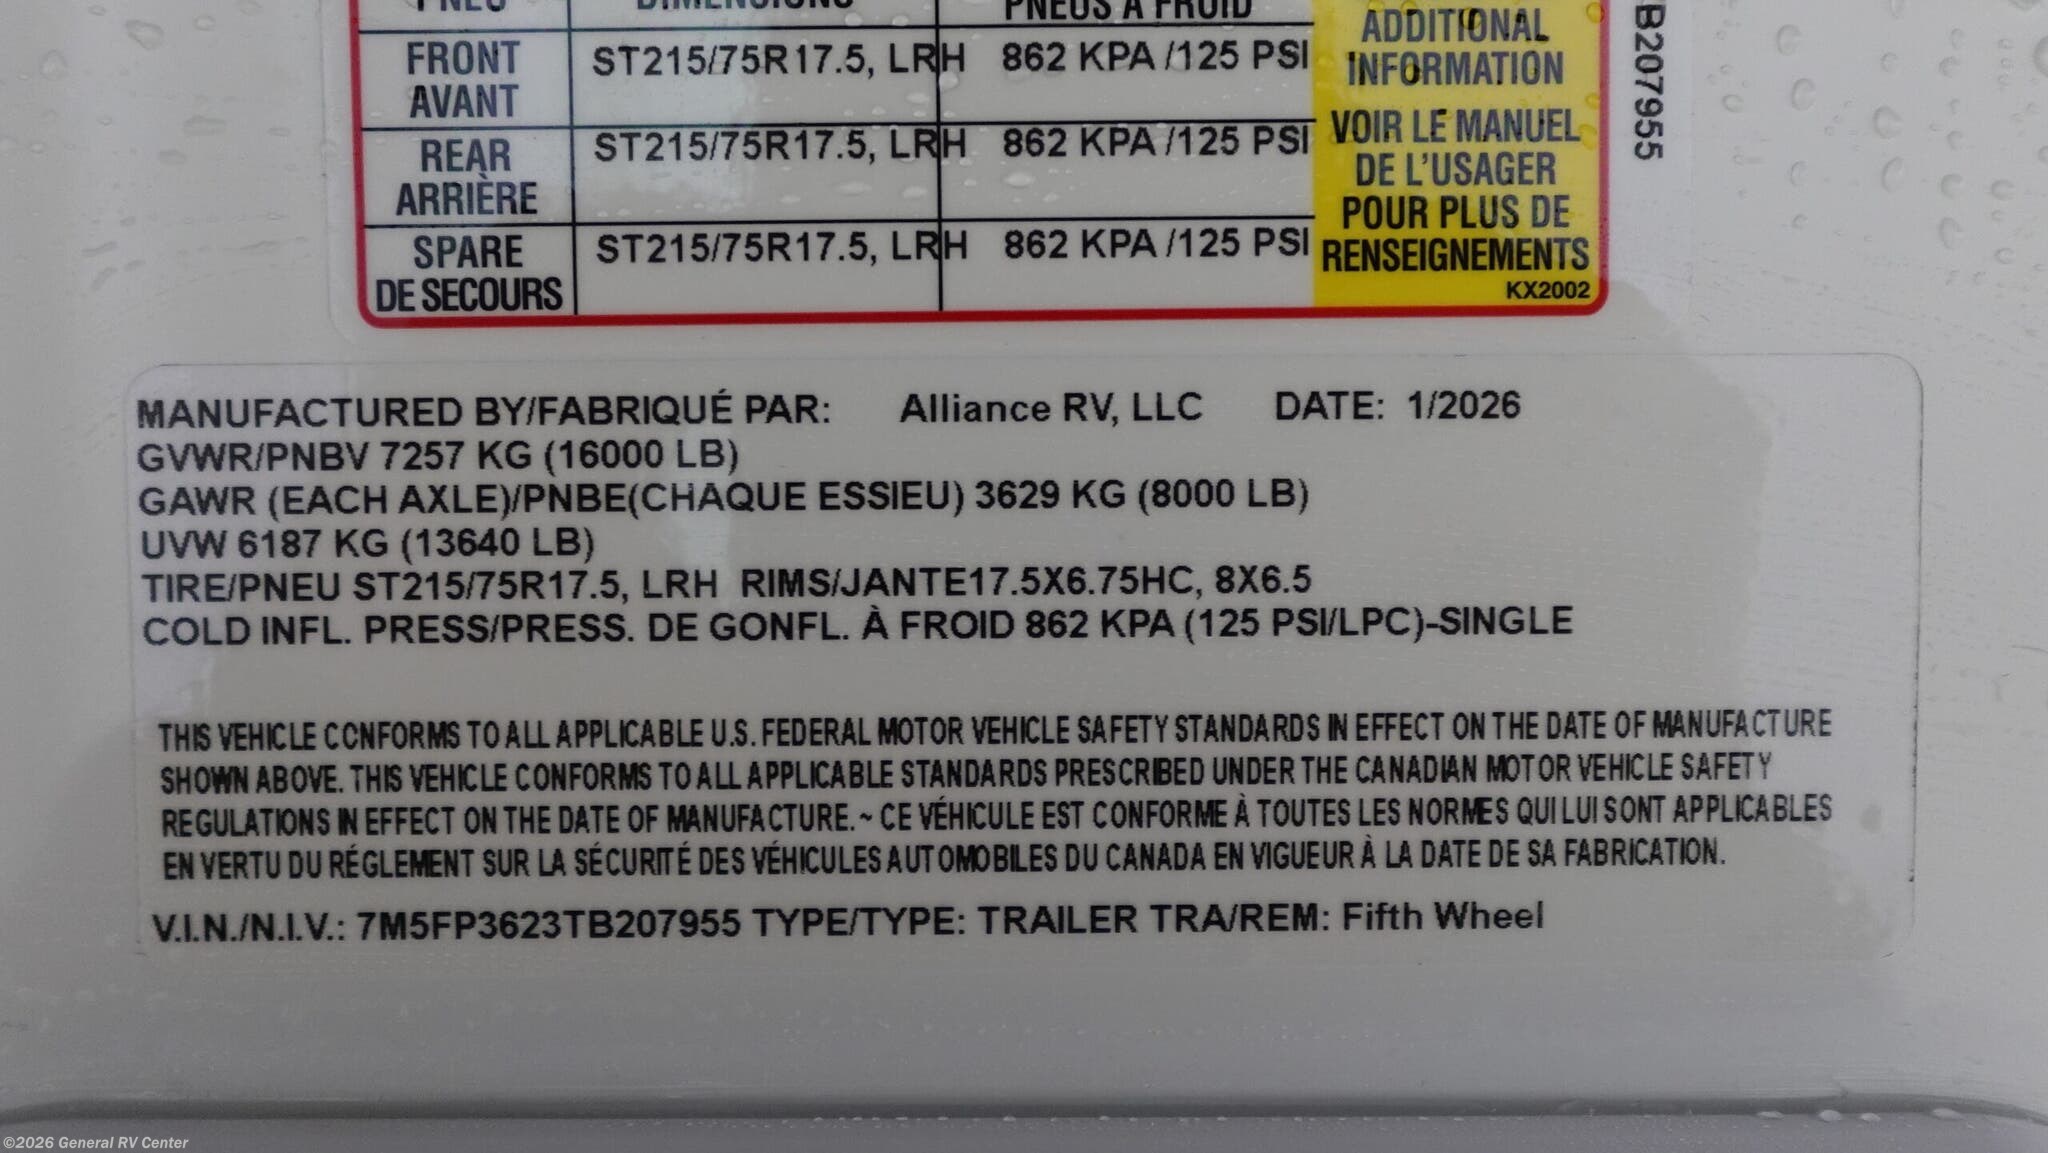 PNEU DIMENSIONS PNEUS À FROID
FRONT
AVANT
ST215/75R17.5, LRH 862 KPA /125 PSI
REAR
ARRIÈRE
ST215/75R17.5, LRH 862 KPA /125 PSI
SPARE
DE SECOURS
ST215/75R17.5, LRH 862 KPA /125 PSI
ADDITIONAL
INFORMATION
VOIR LE MANUEL
DE L'USAGER
POUR PLUS DE
RENSEIGNEMENTS
KX2002
B207955
MANUFACTURED BY/FABRIQUÉ PAR: Alliance RV, LLC DATE: 1/2026
GVWR/PNBV 7257 KG (16000 LB)
GAWR (EACH AXLE)/PNBE(CHAQUE ESSIEU) 3629 KG (8000 LB)
UVW 6187 KG (13640 LB)
TIRE/PNEU ST215/75R17.5, LRH RIMS/JANTE17.5X6.75HC, 8X6.5
COLD INFL. PRESS/PRESS. DE GONFL. À FROID 862 KPA (125 PSI/LPC)-SINGLE
THIS VEHICLE CONFORMS TO ALL APPLICABLE U.S. FEDERAL MOTOR VEHICLE SAFETY STANDARDS IN EFFECT ON THE DATE OF MANUFACTURE
SHOWN ABOVE. THIS VEHICLE CONFORMS TO ALL APPLICABLE STANDARDS PRESCRIBED UNDER THE CANADIAN MOTOR VEHICLE SAFETY
REGULATIONS IN EFFECT ON THE DATE OF MANUFACTURE. ~ CE VÉHICULE EST CONFORME À TOUTES LES NORMES QUI LUI SONT APPLICABLES
EN VERTU DU RÉGLEMENT SUR LA SÉCURITÉ DES VÉHICULES AUTOMOBILES DU CANADA EN VIGUEUR À LA DATE DE SA FABRICATION.
V.I.N./N.I.V.: 7M5FP3623TB207955 TYPE/TYPE: TRAILER TRA/REM: Fifth Wheel
©2026 General RV Center